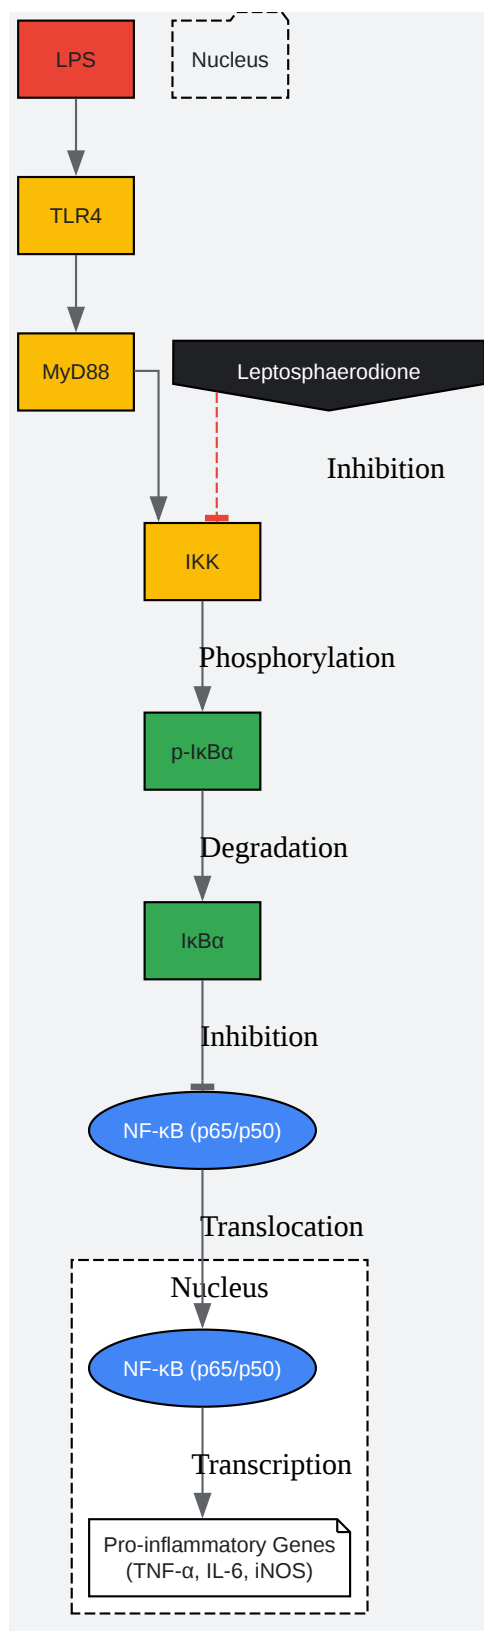 LPS
Nucleus
TLR4
MyD88
Leptosphaerodione
Inhibition
IKK
Phosphorylation
p-IκBα
Degradation
IκBα
Inhibition
NF-κB (p65/p50)
Translocation
Nucleus
NF-κB (p65/p50)
Transcription
Pro-inflammatory Genes
(TNF-α, IL-6, iNOS)